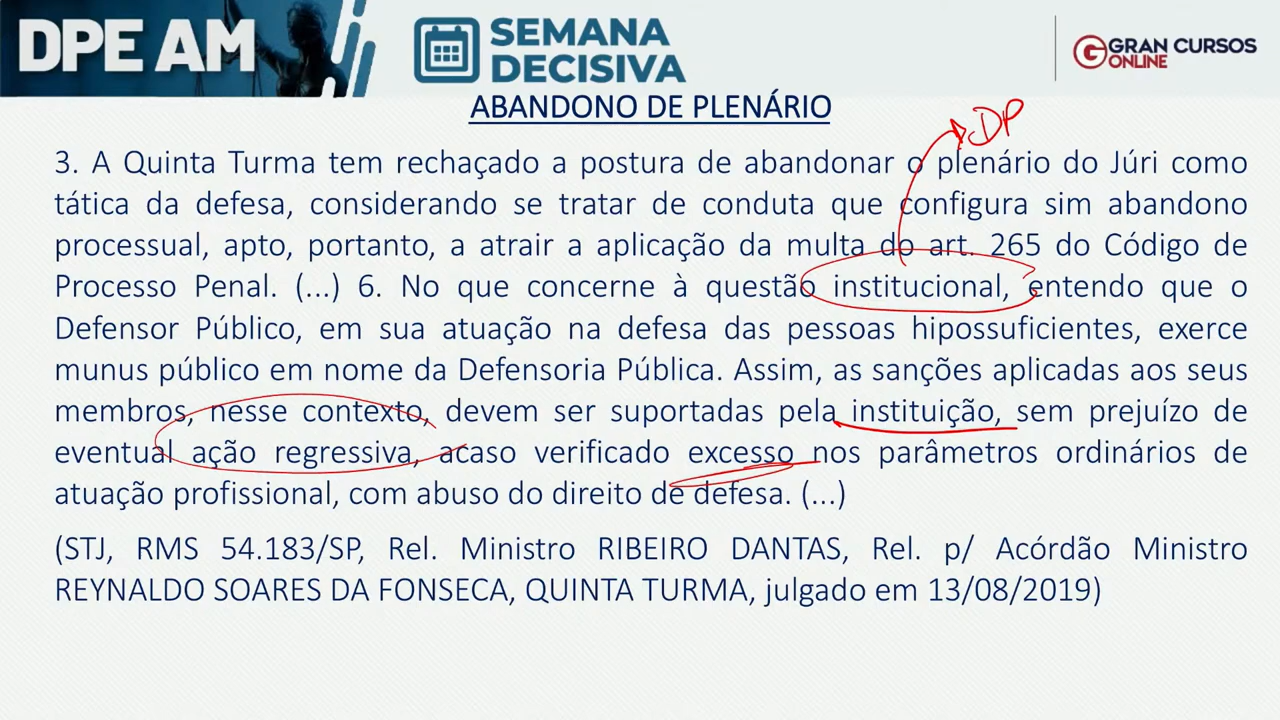 DPE AM
SEMANA
DECISIVA
GRAN CURSOS
ONLINE
ABANDONO DE PLENÁRIO
DP
3. A Quinta Turma tem rechaçado a postura de abandonar o plenário do Júri como
tática da defesa, considerando se tratar de conduta que configura sim abandono
processual, apto, portanto, a atrair a aplicação da multa do art. 265 do Código de
Processo Penal. (...) 6. No que concerne à questão institucional, entendo que o
Defensor Público, em sua atuação na defesa das pessoas hipossuficientes, exerce
munus público em nome da Defensoria Pública. Assim, as sanções aplicadas aos seus
membros, nesse contexto, devem ser suportadas pela instituição, sem prejuízo de
eventual ação regressiva, acaso verificado excesso nos parâmetros ordinários de
atuação profissional, com abuso do direito de defesa. (...)
(STJ, RMS 54.183/SP, Rel. Ministro RIBEIRO DANTAS, Rel. p/ Acórdão Ministro
REYNALDO SOARES DA FONSECA, QUINTA TURMA, julgado em 13/08/2019)